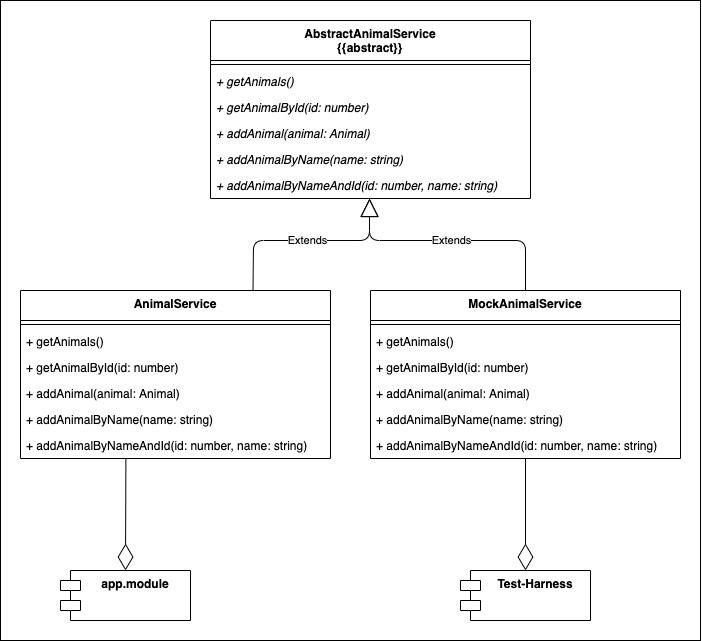 AbstractAnimalService
{{abstract}}
+ getAnimals()
+ getAnimalById(id: number)
+ addAnimal(animal: Animal)
+ addAnimalByName(name: string)
+ addAnimalByNameAndId(id: number, name: string)
Extends
Extends
AnimalService
+ getAnimals()
+ getAnimalById(id: number)
+ addAnimal(animal: Animal)
+ addAnimalByName(name: string)
+ addAnimalByNameAndId(id: number, name: string)
MockAnimalService
+ getAnimals()
+ getAnimalById(id: number)
+ addAnimal(animal: Animal)
+ addAnimalByName(name: string)
+ addAnimalByNameAndId(id: number, name: string)
app.module
Test-Harness